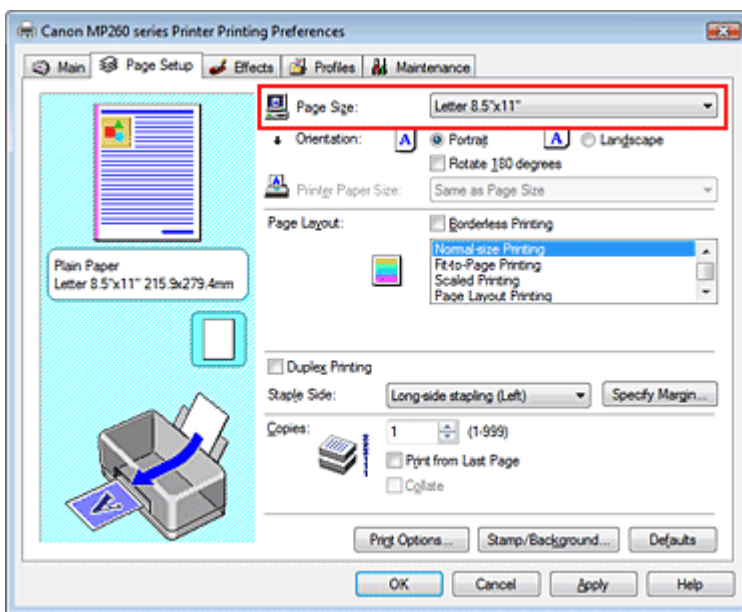 Canon MP260 series Printer Printing Preferences
Main Page Setup Effects Profiles Maintenance
Page Size: Letter 8.5"x11"
Orientation: A Portrait A Landscape
Rotate 180 degrees
Printer Paper Size: Same as Page Size
Page Layout: Borderless Printing
Normal-size Printing
Fit-to-Page Printing
Scaled Printing
Page Layout Printing
Plain Paper
Letter 8.5"x11" 215.9x279.4mm
Duplex Printing
Staple Side: Long-side stapling (Left) Specify Margin...
Copies: 1 (1-999)
Print from Last Page
Collate
A
Print Options... Stamp/Background... Defaults
OK Cancel Apply Help